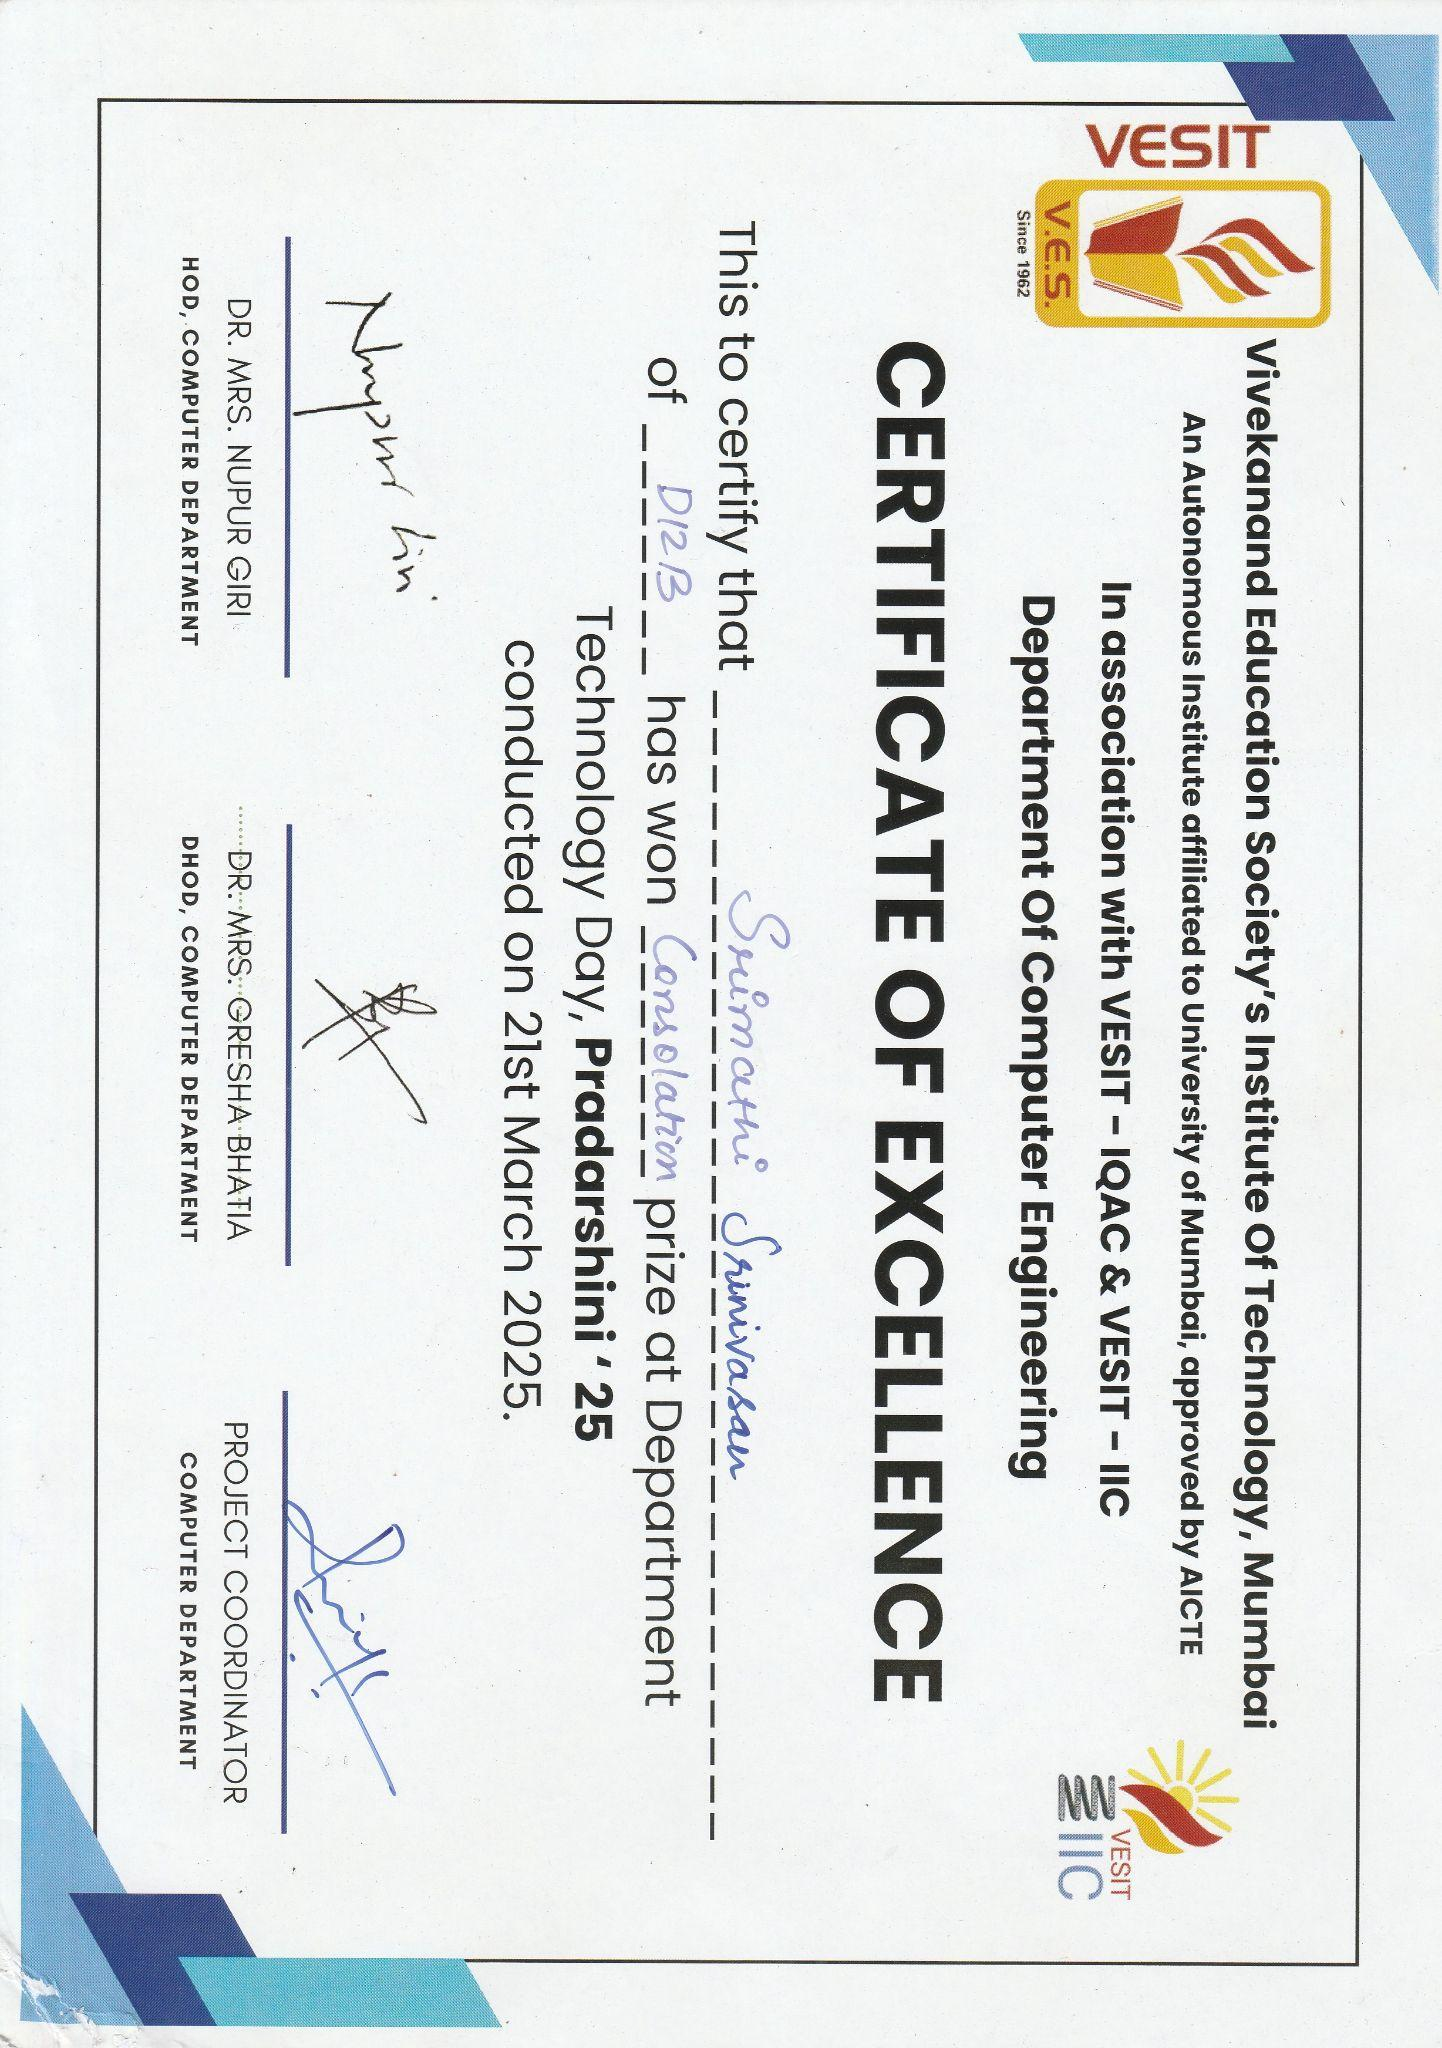 VESIT
V.E.S.
Since 1962
Vivekanand Education Society's Institute Of Technology, Mumbai
An Autonomous Institute affiliated to University of Mumbai, approved by AICTE
In association with VESIT – IQAC & VESIT – IIC
Department Of Computer Engineering
VESIT
IIC
CERTIFICATE OF EXCELLENCE
This to certify that Srimathi Srinivasan
of D12B has won Consolation prize at Department
Technology Day, Pradarshini ' 25
conducted on 21st March 2025.
Nupur Giri
DR. MRS. NUPUR GIRI
HOD, COMPUTER DEPARTMENT
DR. MRS. GRESHA BHATIA
DHOD, COMPUTER DEPARTMENT
PROJECT COORDINATOR
COMPUTER DEPARTMENT